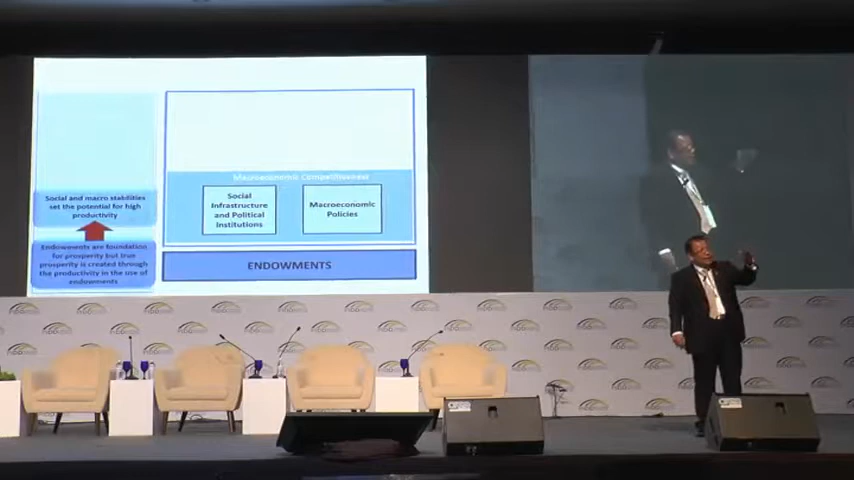 Macroeconomic Competitiveness
Social
Infrastructure
and Political
Institutions
Macroeconomic
Policies
Social and macro stabilities
set the potential for high
productivity
Endowments are foundation
for prosperity but true
prosperity is created through
the productivity in the use of
endowments
ENDOWMENTS